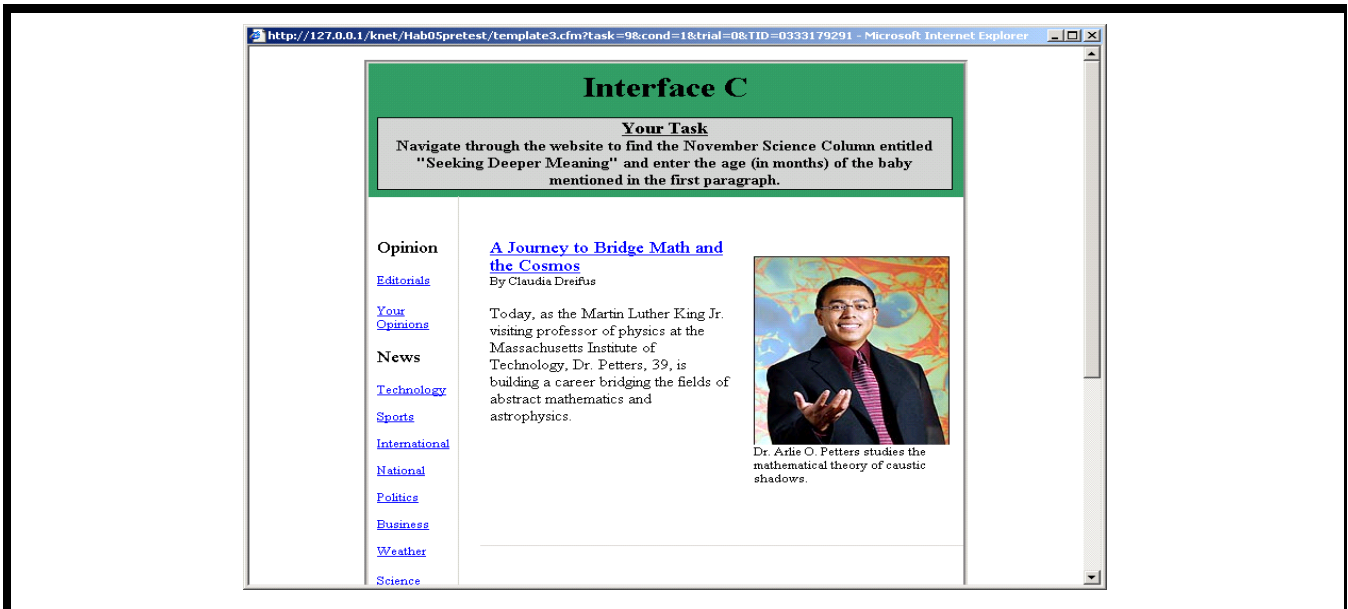 http://127.0.0.1/knet/Hab05pretest/template3.cfm?task=9&cond=1&trial=0&TID=0333179291 - Microsoft Internet Explorer
Interface C
Your Task
Navigate through the website to find the November Science Column entitled
"Seeking Deeper Meaning" and enter the age (in months) of the baby
mentioned in the first paragraph.
Opinion
Editorials
Your
Opinions
News
Technology
Sports
International
National
Politics
Business
Weather
Science
A Journey to Bridge Math and
the Cosmos
By Claudia Dreifus
Today, as the Martin Luther King Jr.
visiting professor of physics at the
Massachusetts Institute of
Technology, Dr. Petters, 39, is
building a career bridging the fields of
abstract mathematics and
astrophysics.
Dr. Arlie O. Petters studies the
mathematical theory of caustic
shadows.